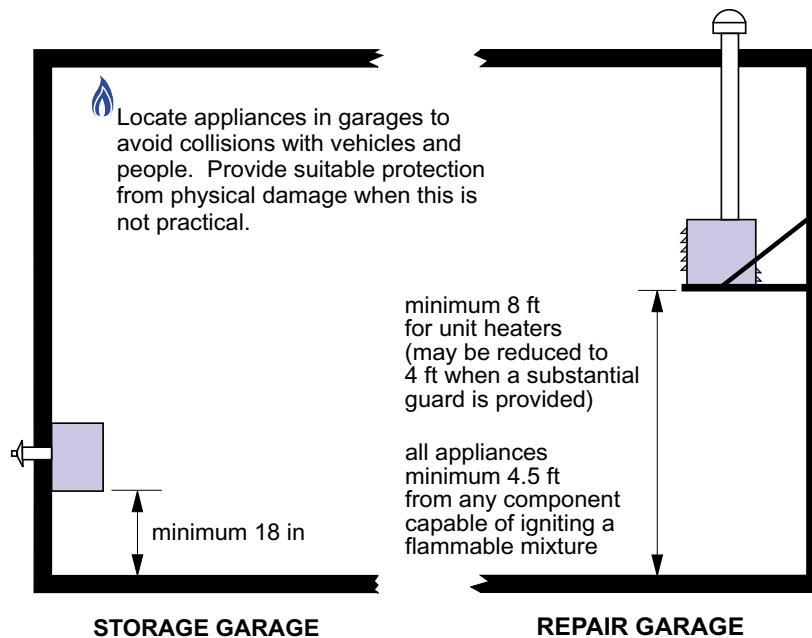 Locate appliances in garages to
avoid collisions with vehicles and
people.  Provide suitable protection
from physical damage when this is
not practical.
minimum 8 ft
for unit heaters
(may be reduced to
4 ft when a substantial
guard is provided)
all appliances
minimum 4.5 ft
from any component
capable of igniting a
flammable mixture
minimum 18 in
STORAGE GARAGE
REPAIR GARAGE